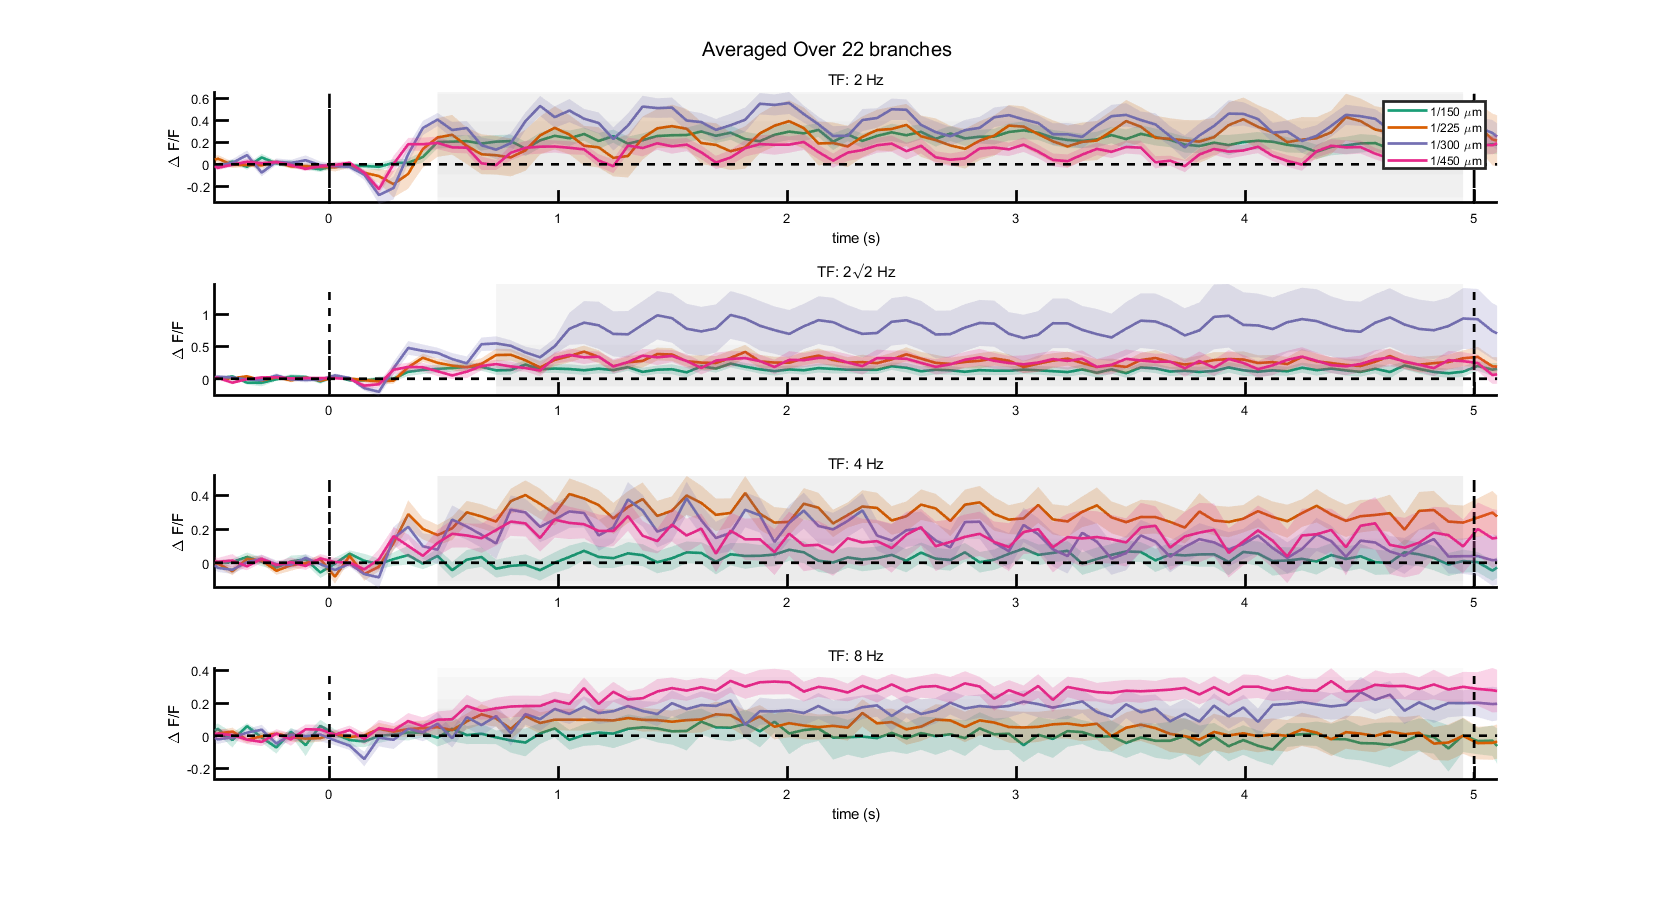 Averaged Over 22 branches
TF: 2 Hz
0.6
0.4
0.2
0
-0.2
Δ F/F
1/150 μm
1/225 μm
1/300 μm
1/450 μm
0 1 2 3 4 5
time (s)
TF: 2√2 Hz
1
0.5
0
Δ F/F
0 1 2 3 4 5
TF: 4 Hz
0.4
0.2
0
Δ F/F
0 1 2 3 4 5
TF: 8 Hz
0.4
0.2
0
-0.2
Δ F/F
0 1 2 3 4 5
time (s)